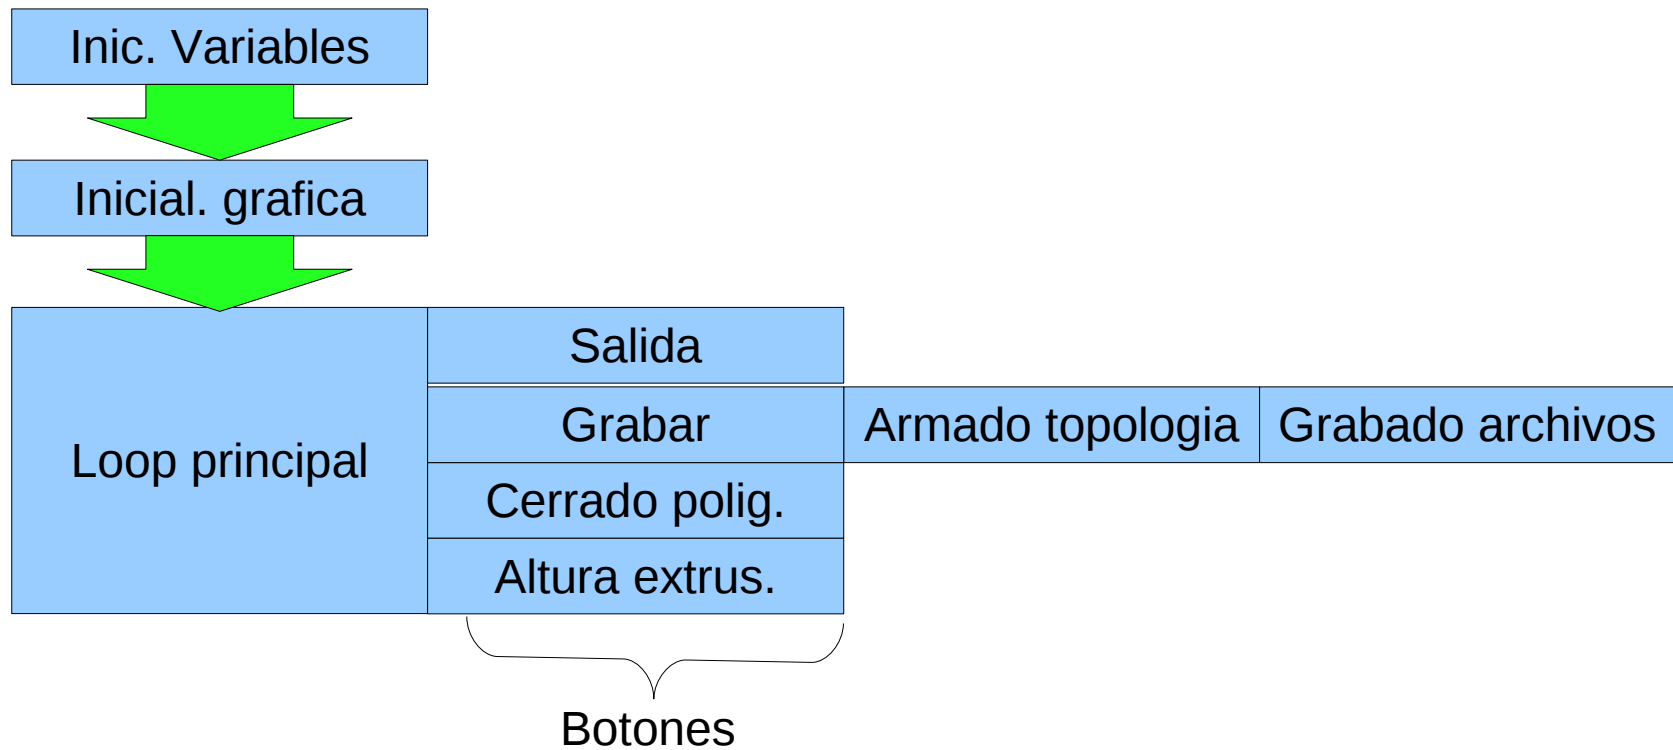 Inic. Variables
Inicial. grafica
Loop principal
Salida
Grabar
Armado topologia
Grabado archivos
Cerrado polig.
Altura extrus.
Botones